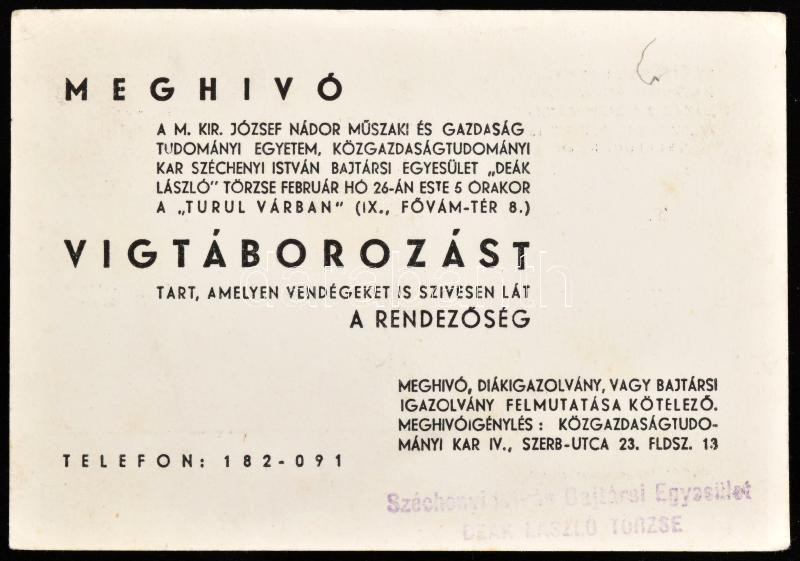 MEGHIVÓ
A M. KIR. JÓZSEF NÁDOR MŰSZAKI ÉS GAZDASÁG
TUDOMÁNYI EGYETEM, KÖZGAZDASÁGTUDOMÁNYI
KAR SZÉCHENYI ISTVÁN BAJTÁRSI EGYESÜLET „DEÁK
LÁSZLÓ" TÖRZSE FEBRUÁR HÓ 26-ÁN ESTE 5 ÓRAKOR
A „TURUL VÁRBAN" (IX., FŐVÁM-TÉR 8.)
VIGTÁBOROZÁST
TART, AMELYEN VENDÉGEKET IS SZIVESEN LÁT
A RENDEZŐSÉG
MEGHIVÓ, DIÁKIGAZOLVÁNY, VAGY BAJTÁRSI
IGAZOLVÁNY FELMUTATÁSA KÖTELEZŐ.
MEGHIVÓIGÉNYLÉS: KÖZGAZDASÁGTUDO-
MÁNYI KAR IV., SZERB-UTCA 23. FLDSZ. 13
TELEFON: 182-091
Széchenyi István Bajtársi Egyesület
DEÁK LÁSZLÓ TÖRZSE
darabanth